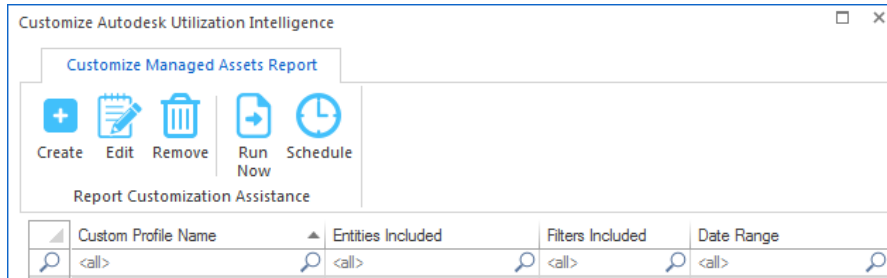 Customize Autodesk Utilization Intelligence
Customize Managed Assets Report
Create Edit Remove Run Now Schedule
Report Customization Assistance
Custom Profile Name Entities Included Filters Included Date Range
<all> <all> <all> <all>